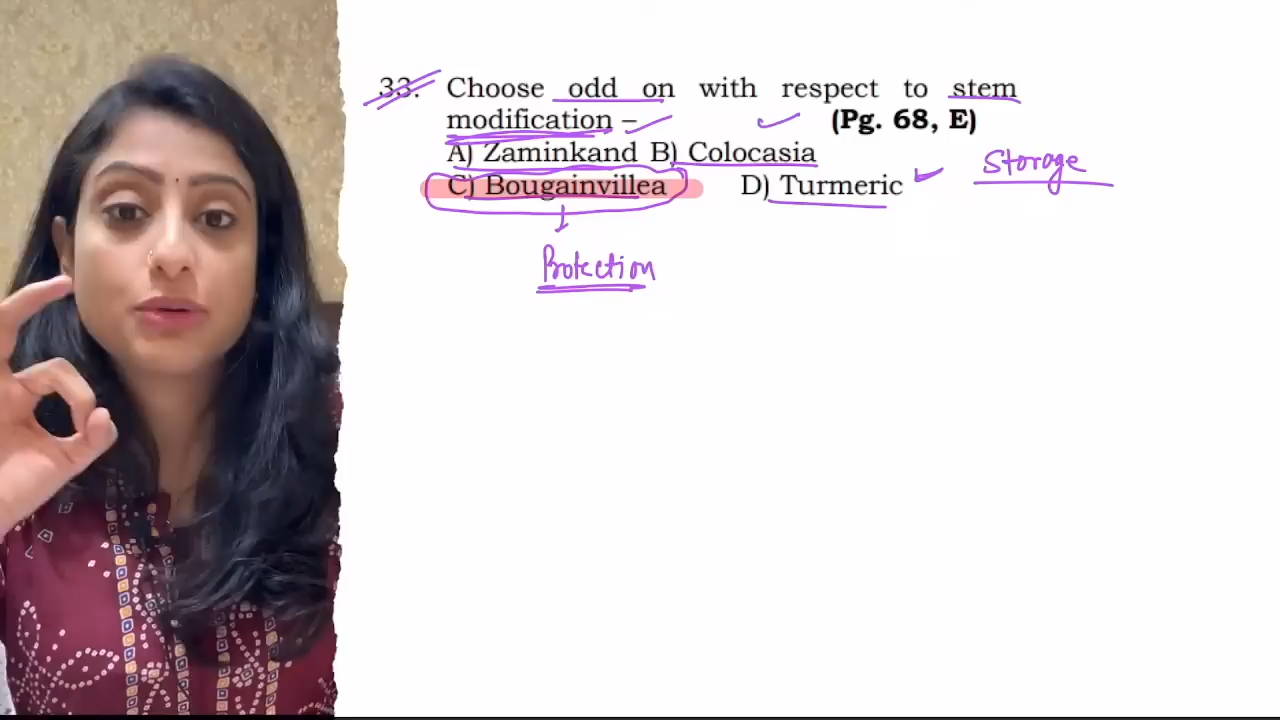 33. Choose odd on with respect to stem
modification – (Pg. 68, E)
A) Zaminkand B) Colocasia
C) Bougainvillea D) Turmeric
Storage
Protection